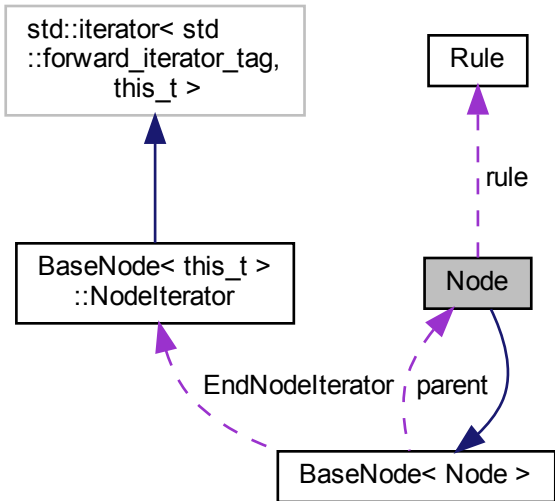 std::iterator< std
::forward_iterator_tag,
this_t >
Rule
rule
BaseNode< this_t >
::NodeIterator
Node
EndNodeIterator
parent
BaseNode< Node >